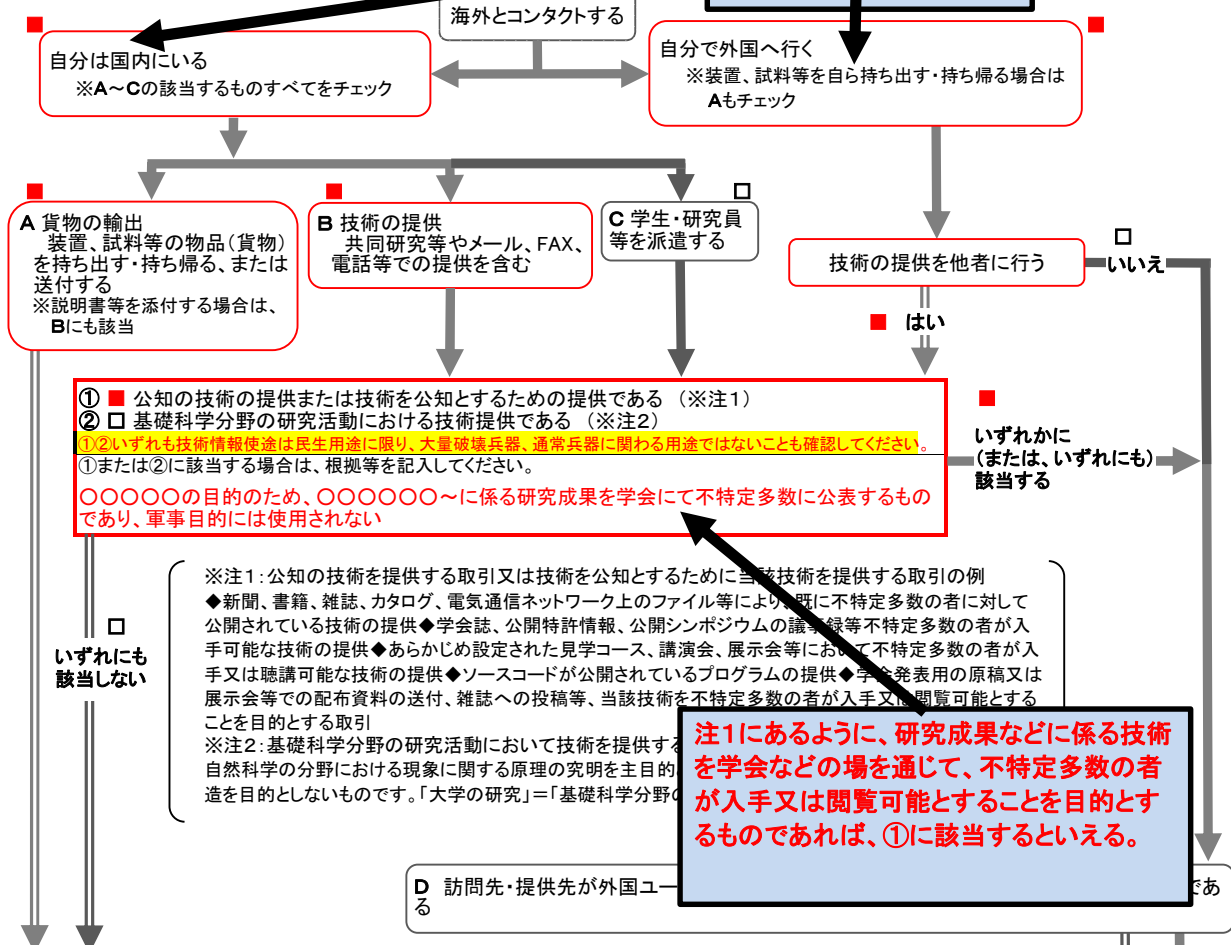 海外とコンタクトする
自分は国内にいる
※A～Cの該当するものすべてをチェック
自分で外国へ行く
※装置、試料等を自ら持ち出す・持ち帰る場合は
Aもチェック
A 貨物の輸出
装置、試料等の物品(貨物)
を持ち出す・持ち帰る、または
送付する
※説明書等を添付する場合は、
Bにも該当
B 技術の提供
共同研究等やメール、FAX、
電話等での提供を含む
C 学生・研究員
等を派遣する
技術の提供を他者に行う
□
いいえ
■ はい
① ■ 公知の技術の提供または技術を公知とするための提供である (※注1)
② □ 基礎科学分野の研究活動における技術提供である (※注2)
①②いずれも技術情報使途は民生用途に限り、大量破壊兵器、通常兵器に関わる用途ではないことも確認してください。
①または②に該当する場合は、根拠等を記入してください。
〇〇〇〇〇の目的のため、〇〇〇〇〇〇～に係る研究成果を学会にて不特定多数に公表するもの
であり、軍事目的には使用されない
■
いずれかに
(または、いずれにも)
該当する
□
いずれにも
該当しない
※注1:公知の技術を提供する取引又は技術を公知とするために当該技術を提供する取引の例
◆新聞、書籍、雑誌、カタログ、電気通信ネットワーク上のファイル等により、既に不特定多数の者に対して
公開されている技術の提供◆学会誌、公開特許情報、公開シンポジウムの議事録等不特定多数の者が入
手可能な技術の提供◆あらかじめ設定された見学コース、講演会、展示会等において不特定多数の者が入
手又は聴講可能な技術の提供◆ソースコードが公開されているプログラムの提供◆学会発表用の原稿又は
展示会等での配布資料の送付、雑誌への投稿等、当該技術を不特定多数の者が入手又は閲覧可能とする
ことを目的とする取引
※注2:基礎科学分野の研究活動において技術を提供する
自然科学の分野における現象に関する原理の究明を主目的
造を目的としないものです。「大学の研究」=「基礎科学分野の
注1にあるように、研究成果などに係る技術
を学会などの場を通じて、不特定多数の者
が入手又は閲覧可能とすることを目的とす
るものであれば、①に該当するといえる。
D 訪問先・提供先が外国ユー
であ
る